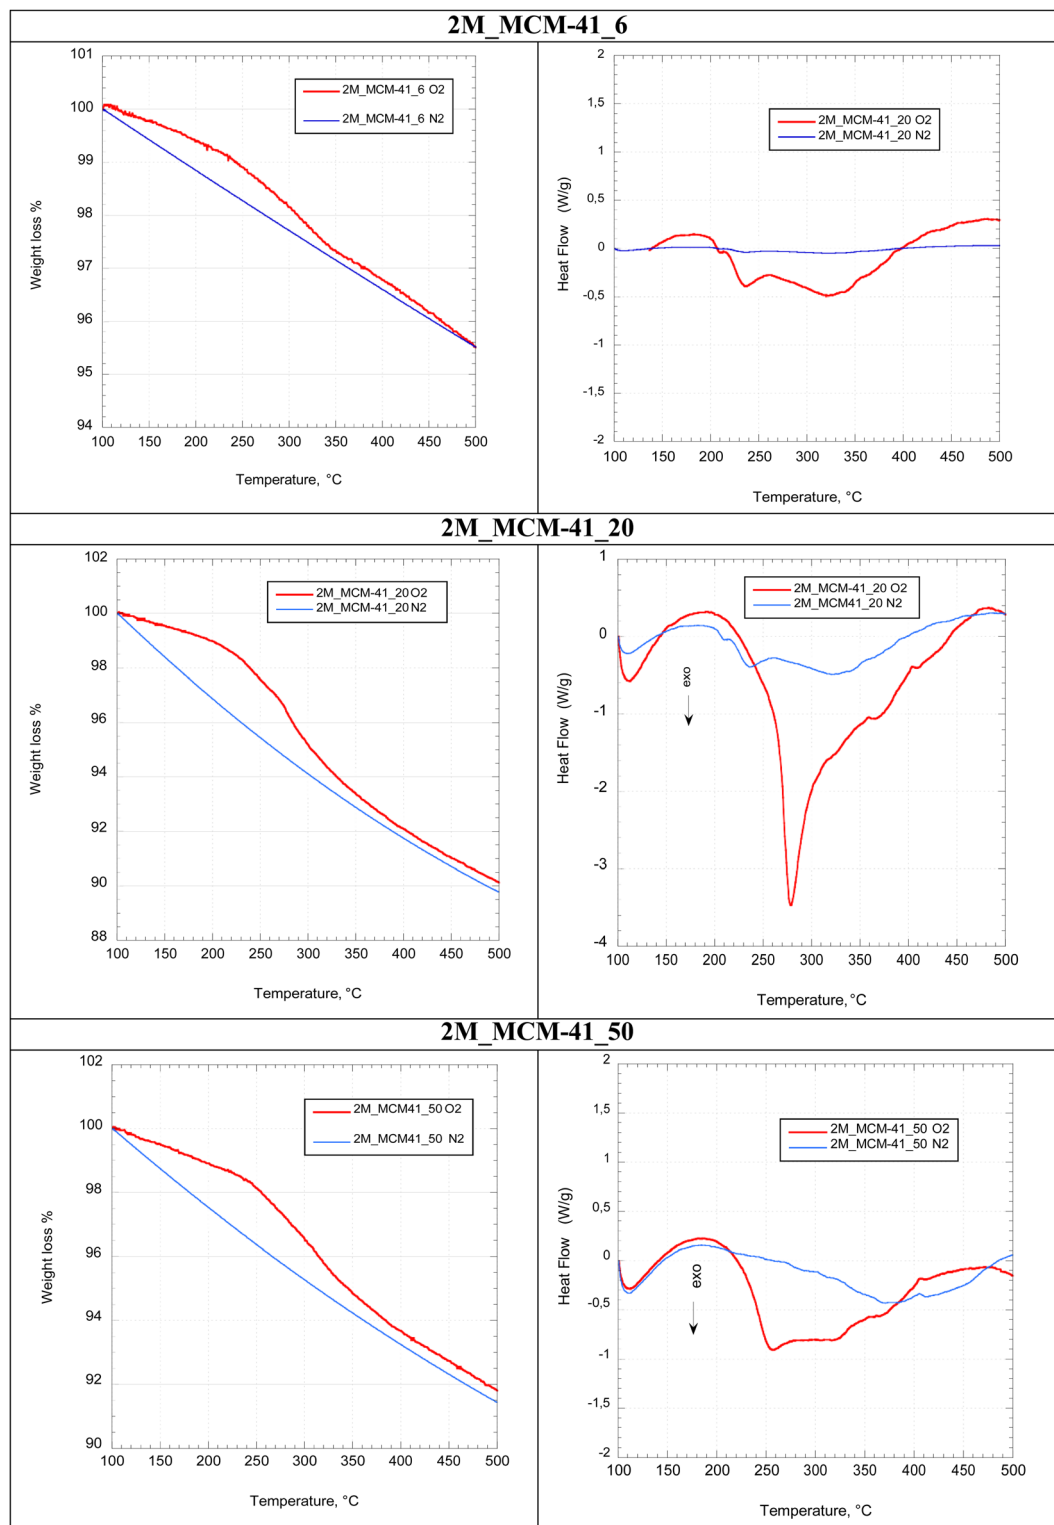 2M_MCM-41_6
101
100
99
98
97
96
95
94
100 150 200 250 300 350 400 450 500
Weight loss %
Temperature, °C
2M_MCM-41_6 O2
2M_MCM-41_6 N2
2
1,5
1
0,5
0
-0,5
-1
-1,5
-2
100 150 200 250 300 350 400 450 500
Heat Flow (W/g)
Temperature, °C
2M_MCM-41_20 O2
2M_MCM-41_20 N2
2M_MCM-41_20
102
100
98
96
94
92
90
88
100 150 200 250 300 350 400 450 500
Weight loss %
Temperature, °C
2M_MCM-41_20 O2
2M_MCM-41_20 N2
1
0
-1
-2
-3
-4
100 150 200 250 300 350 400 450 500
Heat Flow (W/g)
Temperature, °C
2M_MCM-41_20 O2
2M_MCM41_20 N2
exo
2M_MCM-41_50
102
100
98
96
94
92
90
100 150 200 250 300 350 400 450 500
Weight loss %
Temperature, °C
2M_MCM41_50 O2
2M_MCM41_50 N2
2
1,5
1
0,5
0
-0,5
-1
-1,5
-2
100 150 200 250 300 350 400 450 500
Heat Flow (W/g)
Temperature, °C
2M_MCM-41_50 O2
2M_MCM-41_50 N2
exo